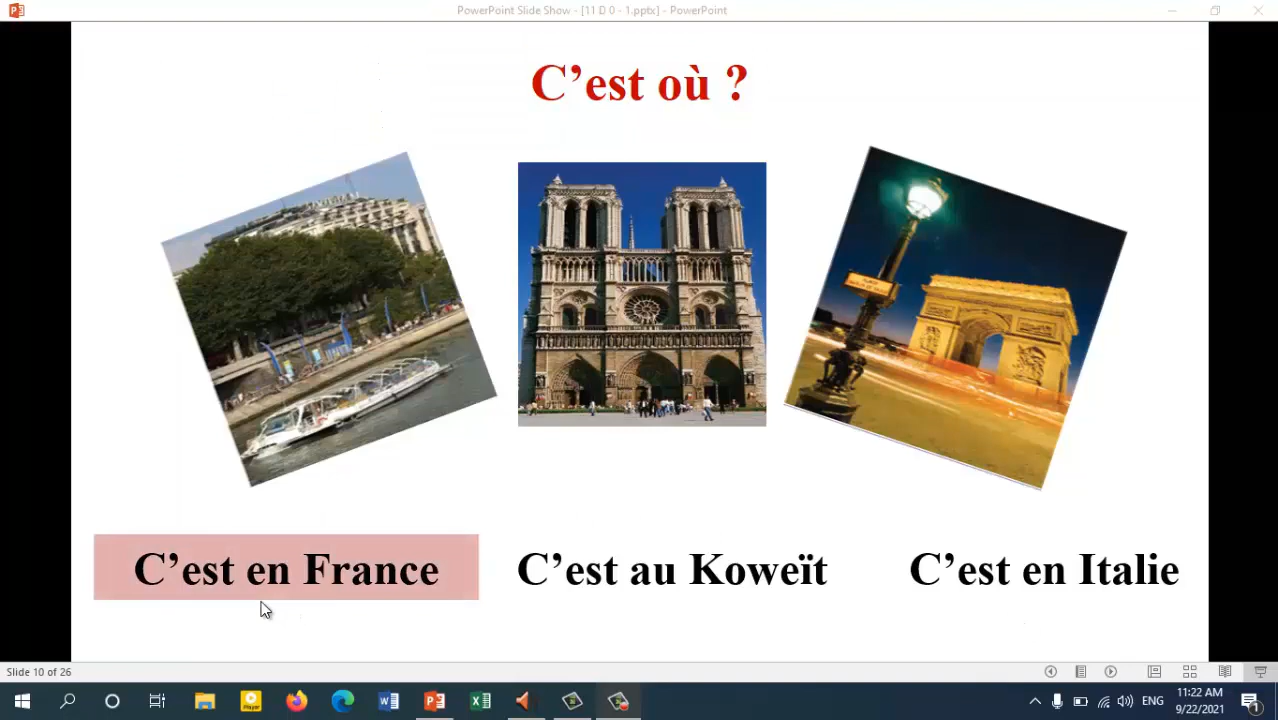 PowerPoint Slide Show - [11 D 0 - 1.pptx] - PowerPoint
C’est où ?
C’est en France
C’est au Koweït
C’est en Italie
Slide 10 of 26
ENG
11:22 AM
9/22/2021